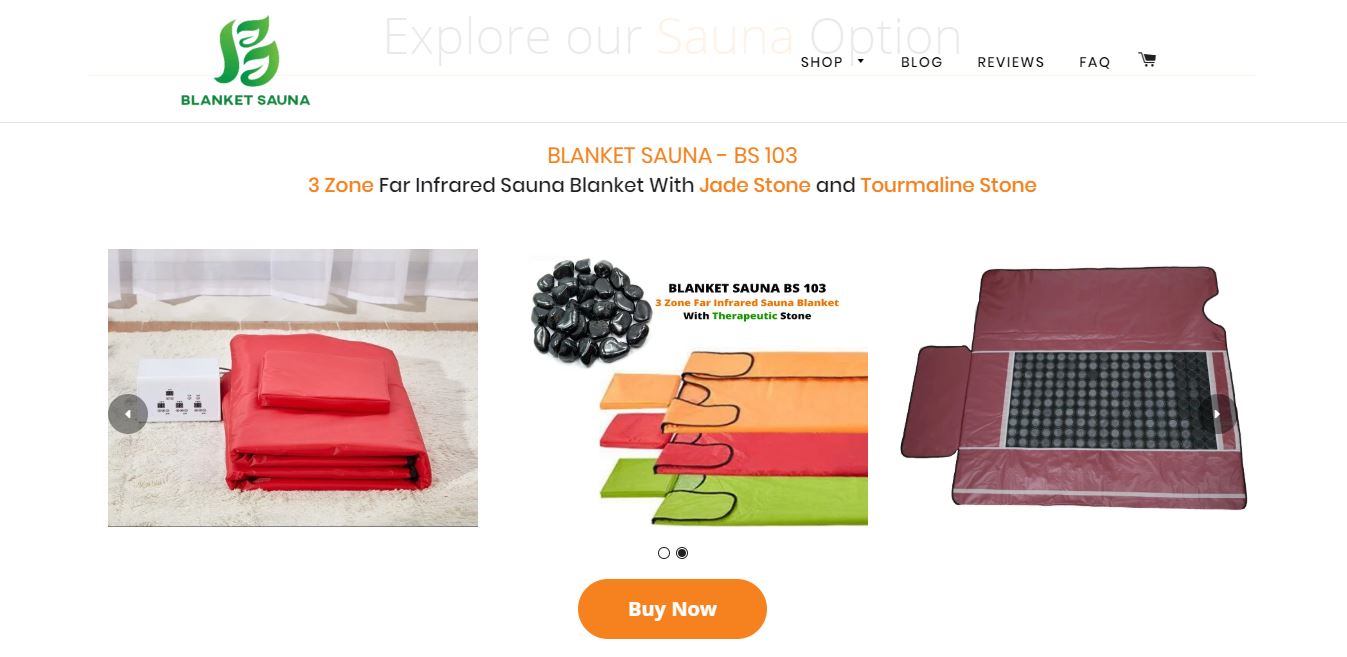 Explore our Sauna Option
BLANKET SAUNA
SHOP
BLOG
REVIEWS
FAQ
BLANKET SAUNA - BS 103
3 Zone Far Infrared Sauna Blanket With Jade Stone and Tourmaline Stone
BLANKET SAUNA BS 103
3 Zone Far Infrared Sauna Blanket
With Therapeutic Stone
Buy Now